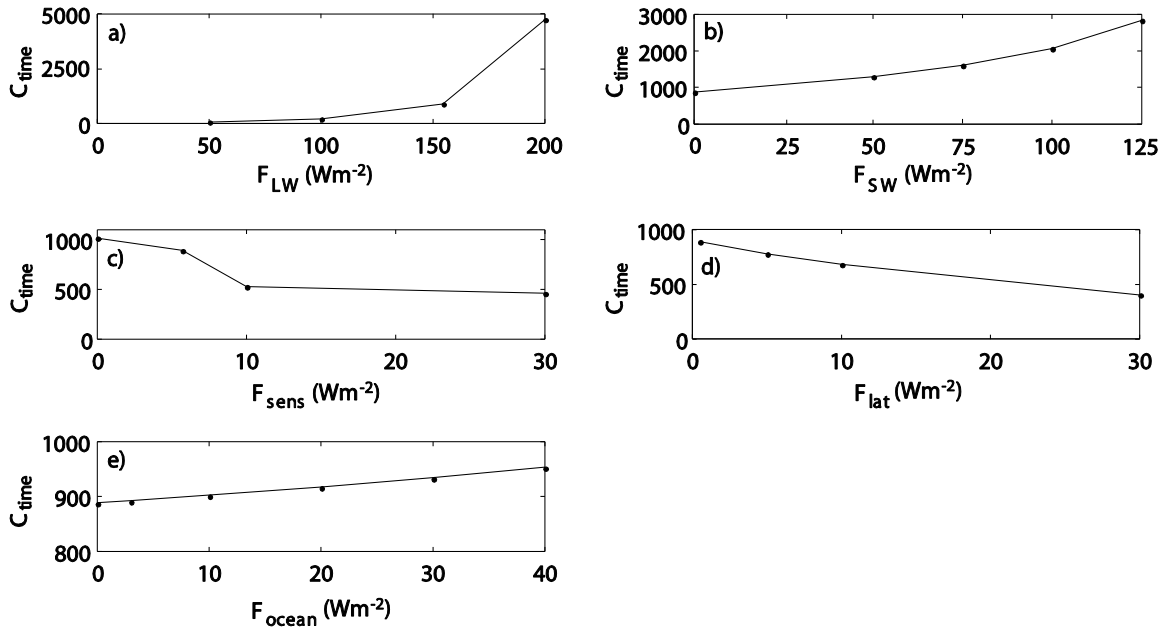 5000
2500
0
C_time
a)
0 50 100 150 200
F_LW (Wm-2)
3000
2000
1000
0
C_time
b)
0 25 50 75 100 125
F_SW (Wm-2)
1000
500
0
C_time
c)
0 10 20 30
F_sens (Wm-2)
1000
500
0
C_time
d)
0 10 20 30
F_lat (Wm-2)
1000
900
800
C_time
e)
0 10 20 30 40
F_ocean (Wm-2)